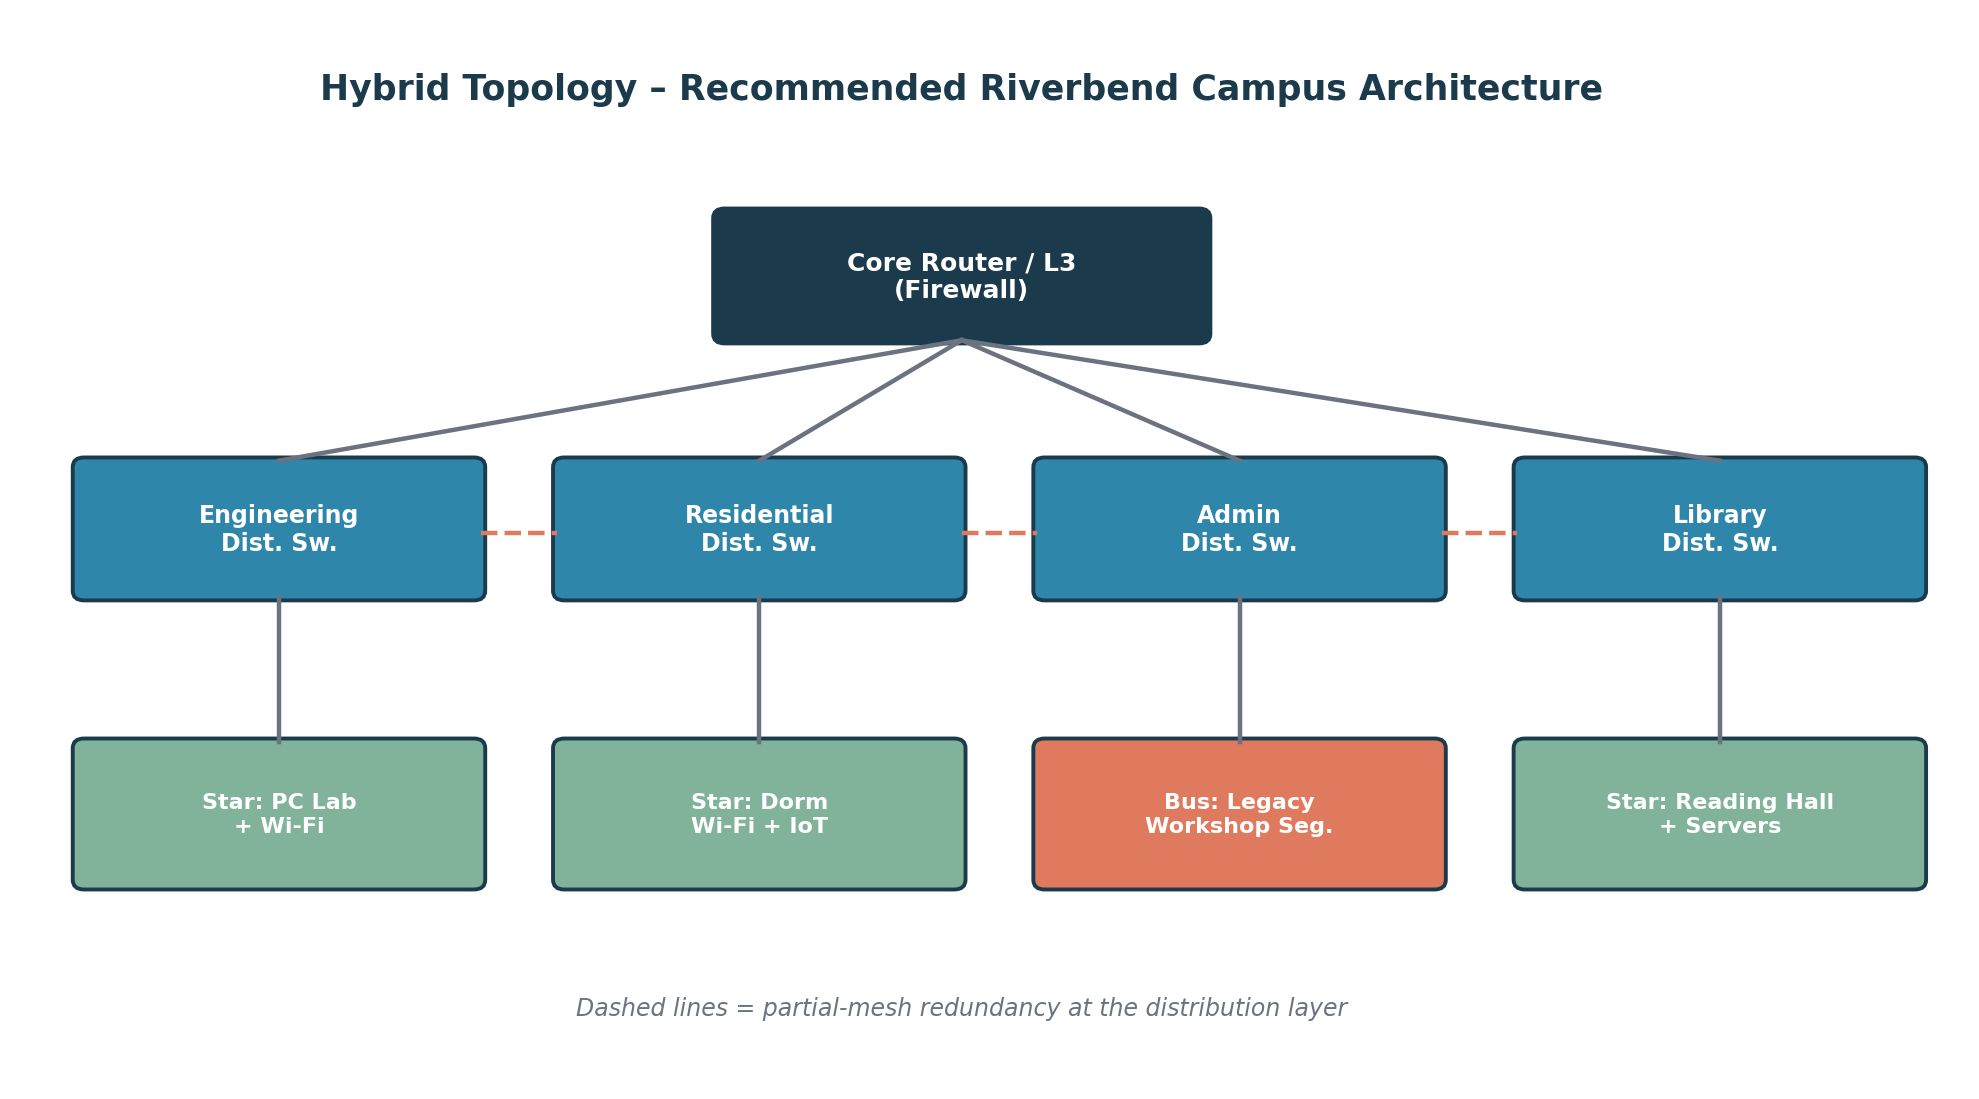 Hybrid Topology – Recommended Riverbend Campus Architecture
Core Router / L3
(Firewall)
Engineering
Dist. Sw.
Residential
Dist. Sw.
Admin
Dist. Sw.
Library
Dist. Sw.
Star: PC Lab
+ Wi-Fi
Star: Dorm
Wi-Fi + IoT
Bus: Legacy
Workshop Seg.
Star: Reading Hall
+ Servers
Dashed lines = partial-mesh redundancy at the distribution layer